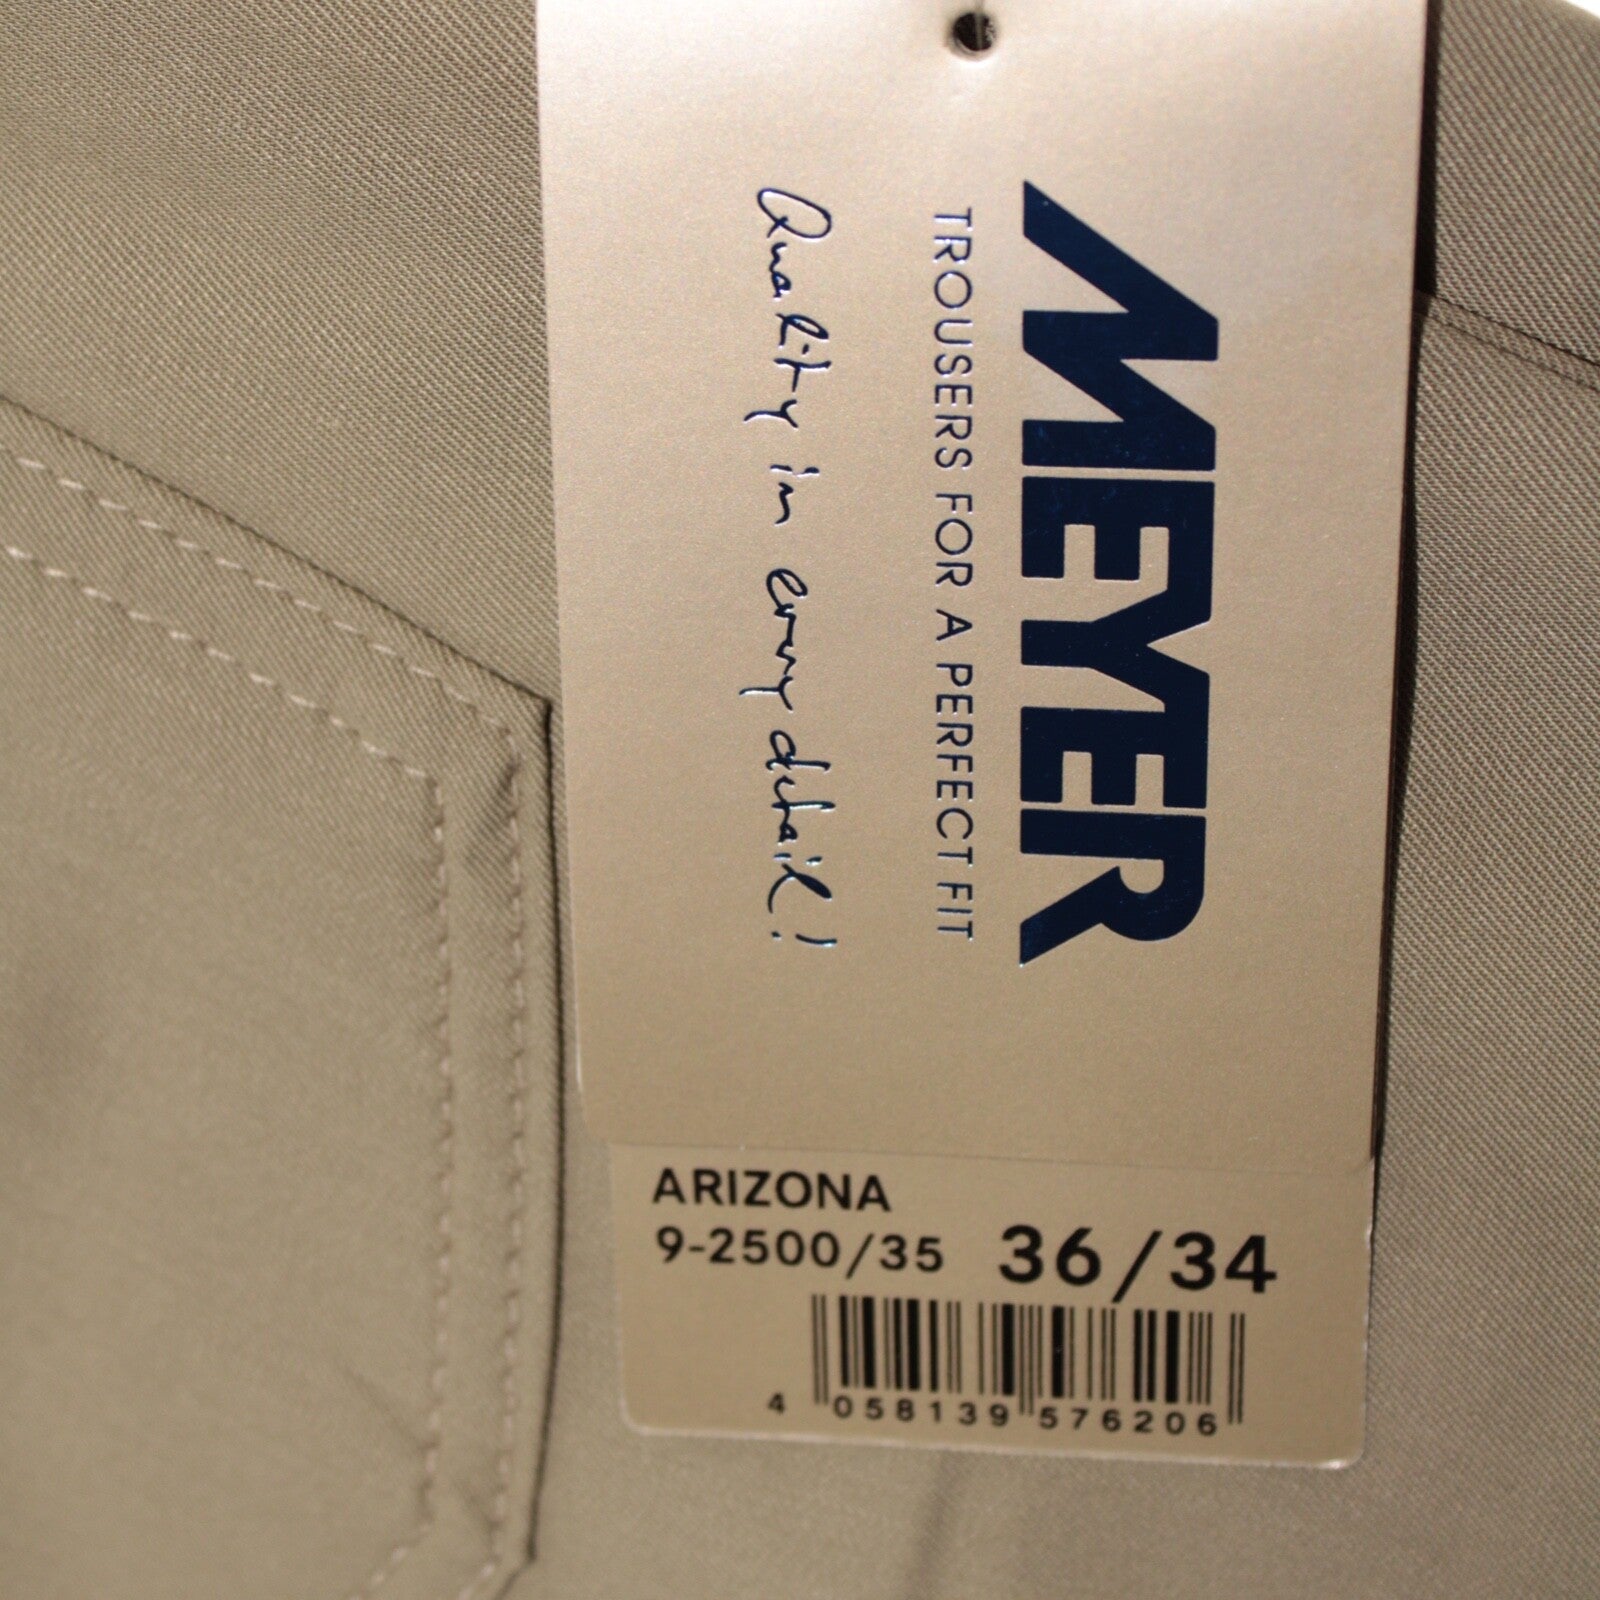 MEYER
TROUSERS FOR A PERFECT FIT
Quality in every detail!
ARIZONA
9-2500/35 36/34
4 058139 576206